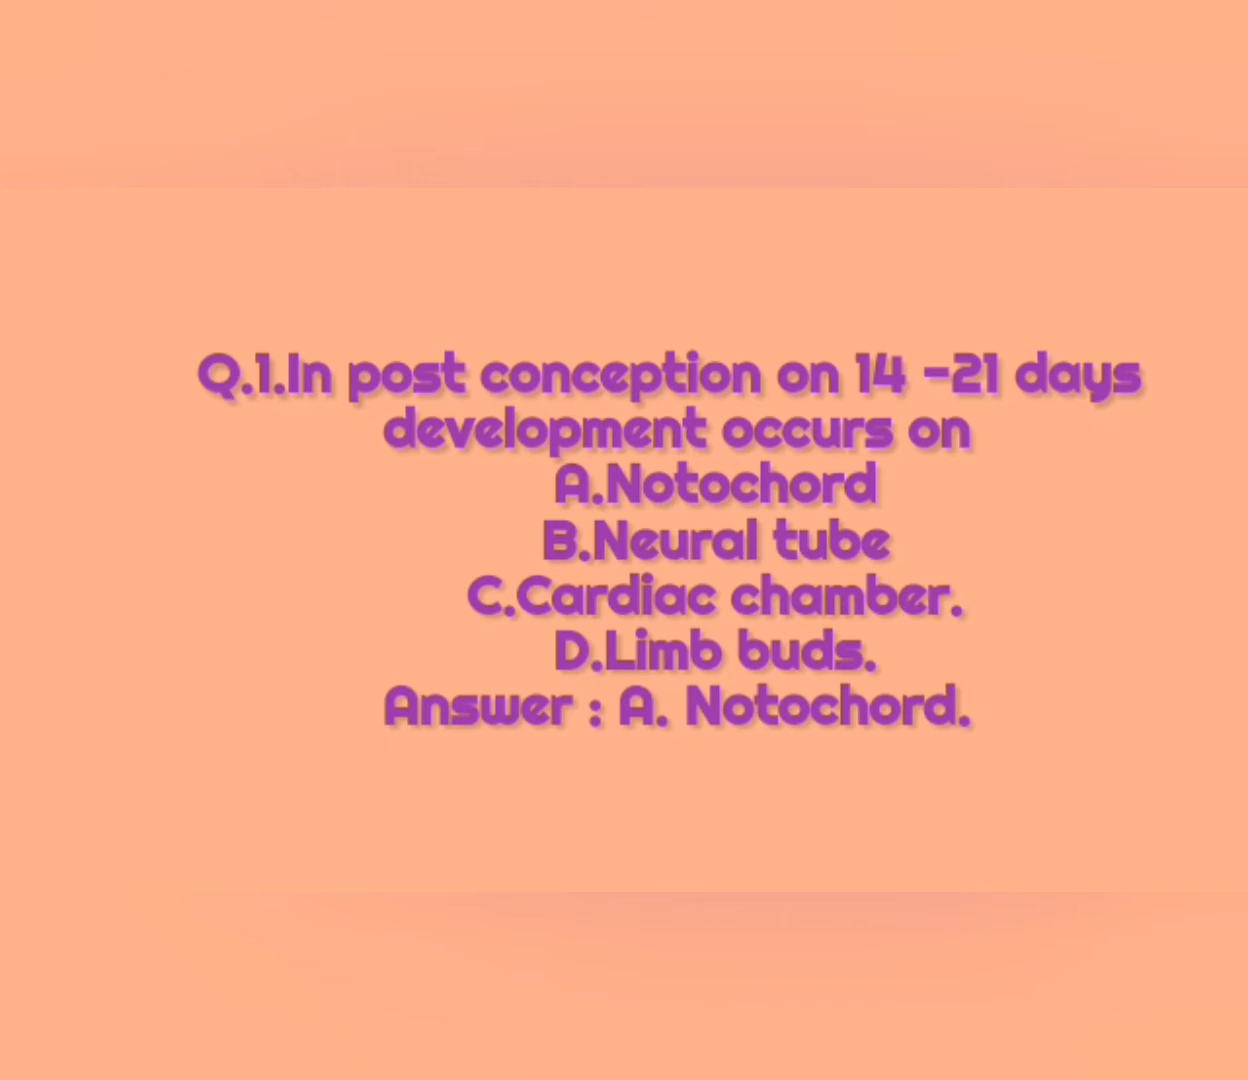 Q.1.In post conception on 14 -21 days
development occurs on
A.Notochord
B.Neural tube
C.Cardiac chamber.
D.Limb buds.
Answer : A. Notochord.